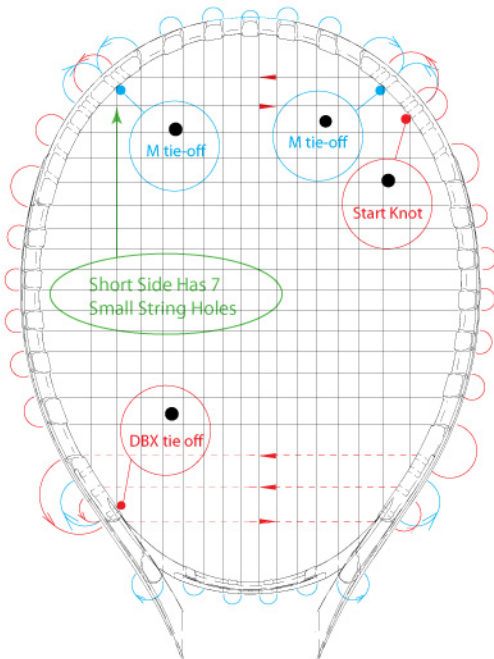 M tie-off
M tie-off
Start Knot
Short Side Has 7
Small String Holes
DBX tie off